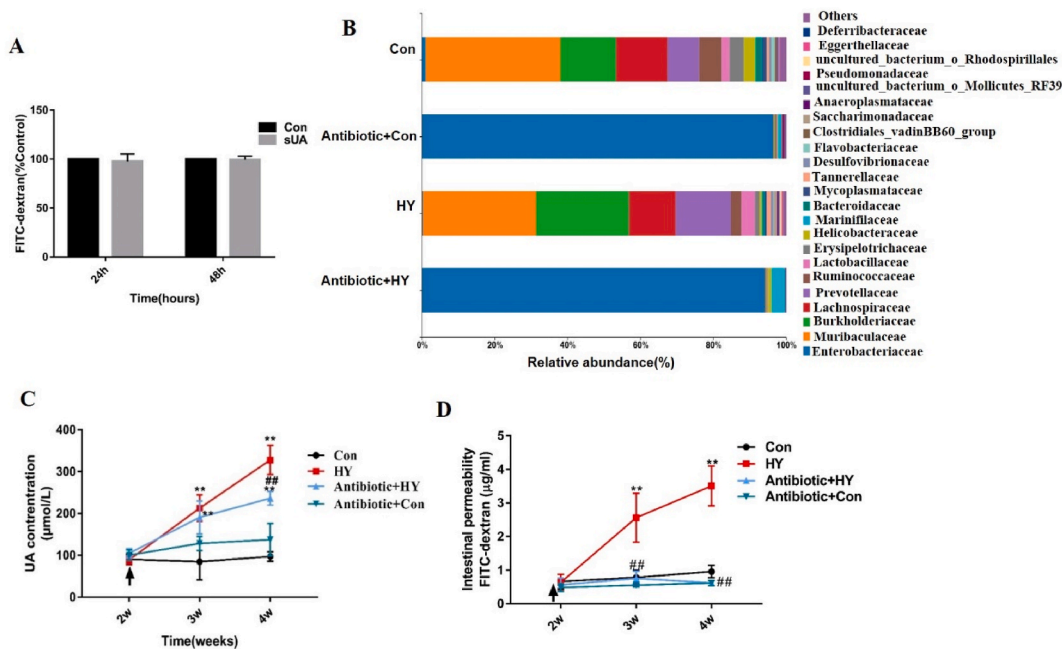 A
FITC-dextran(%Control)
150
100
50
0
Con
sUA
24h
48h
Time(hours)
B
Con
Antibiotic+Con
HY
Antibiotic+HY
0%
20%
40%
60%
80%
100%
Relative abundance(%)
Others
Deferribacteraceae
Eggerthellaceae
uncultured_bacterium_o_Rhodospirillales
Pseudomonadaceae
uncultured_bacterium_o_Mollicutes_RF39
Anaeroplasmataceae
Saccharimonadaceae
Clostridiales_vadinBB60_group
Flavobacteriaceae
Desulfovibrionaceae
Tannerellaceae
Mycoplasmataceae
Bacteroidaceae
Marinifilaceae
Helicobacteraceae
Erysipelotrichaceae
Lactobacillaceae
Ruminococcaceae
Prevotellaceae
Lachnospiraceae
Burkholderiaceae
Muribaculaceae
Enterobacteriaceae
C
UA contrentration
(μmol/L)
400
300
200
100
0
**
**
**
##
**
2w
3w
4w
Time(weeks)
Con
HY
Antibiotic+HY
Antibiotic+Con
D
Intestinal permeability
FITC-dextran (μg/ml)
5
4
3
2
1
0
**
**
##
##
2w
3w
4w
Con
HY
Antibiotic+HY
Antibiotic+Con